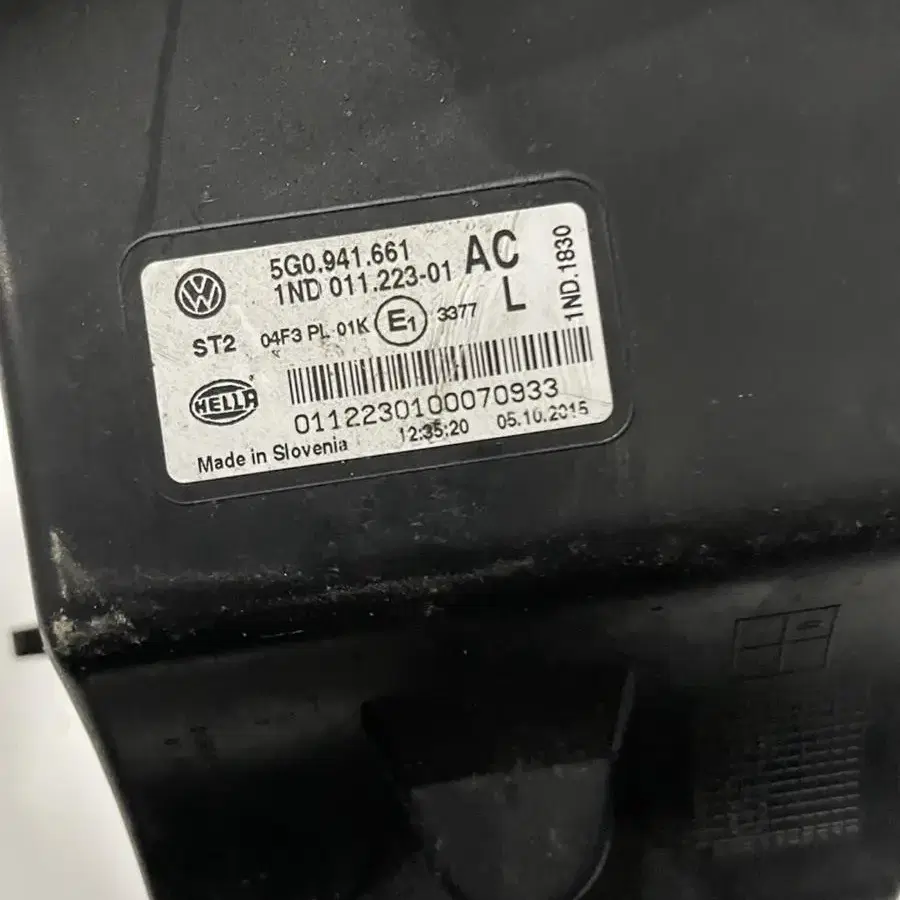 5G0.941.661 AC
1ND 011.223-01 L
1ND.1830
ST2 04F3 PL 01K E1 3377
HELLA
0112230100070933
Made in Slovenia 12:35:20 05.10.2015